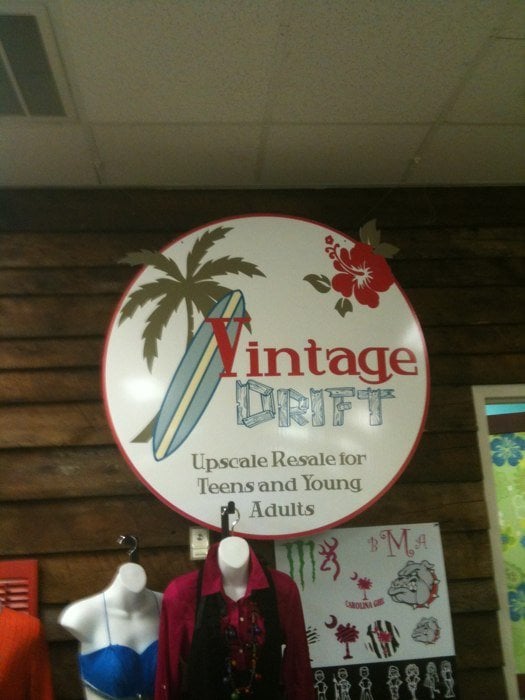 Vintage
DRIFT
Upscale Resale for
Teens and Young
Adults
BMA
CAROLINA GIRL